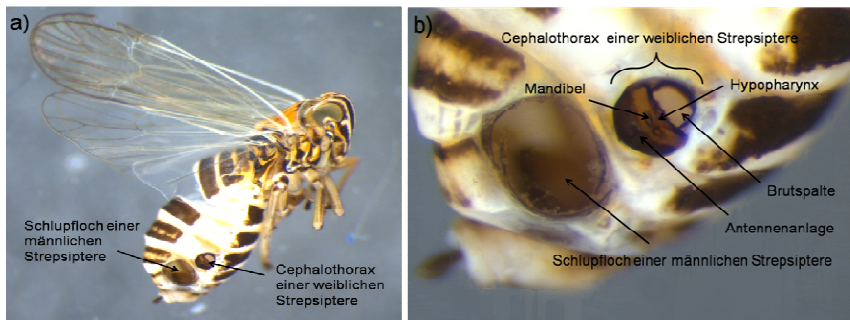 a)
Schlupfloch einer
männlichen
Strepsiptere
Cephalothorax
einer weiblichen
Strepsiptere
b)
Cephalothorax einer weiblichen Strepsiptere
Mandibel
Hypopharynx
Brutspalte
Antennenanlage
Schlupfloch einer männlichen Strepsiptere